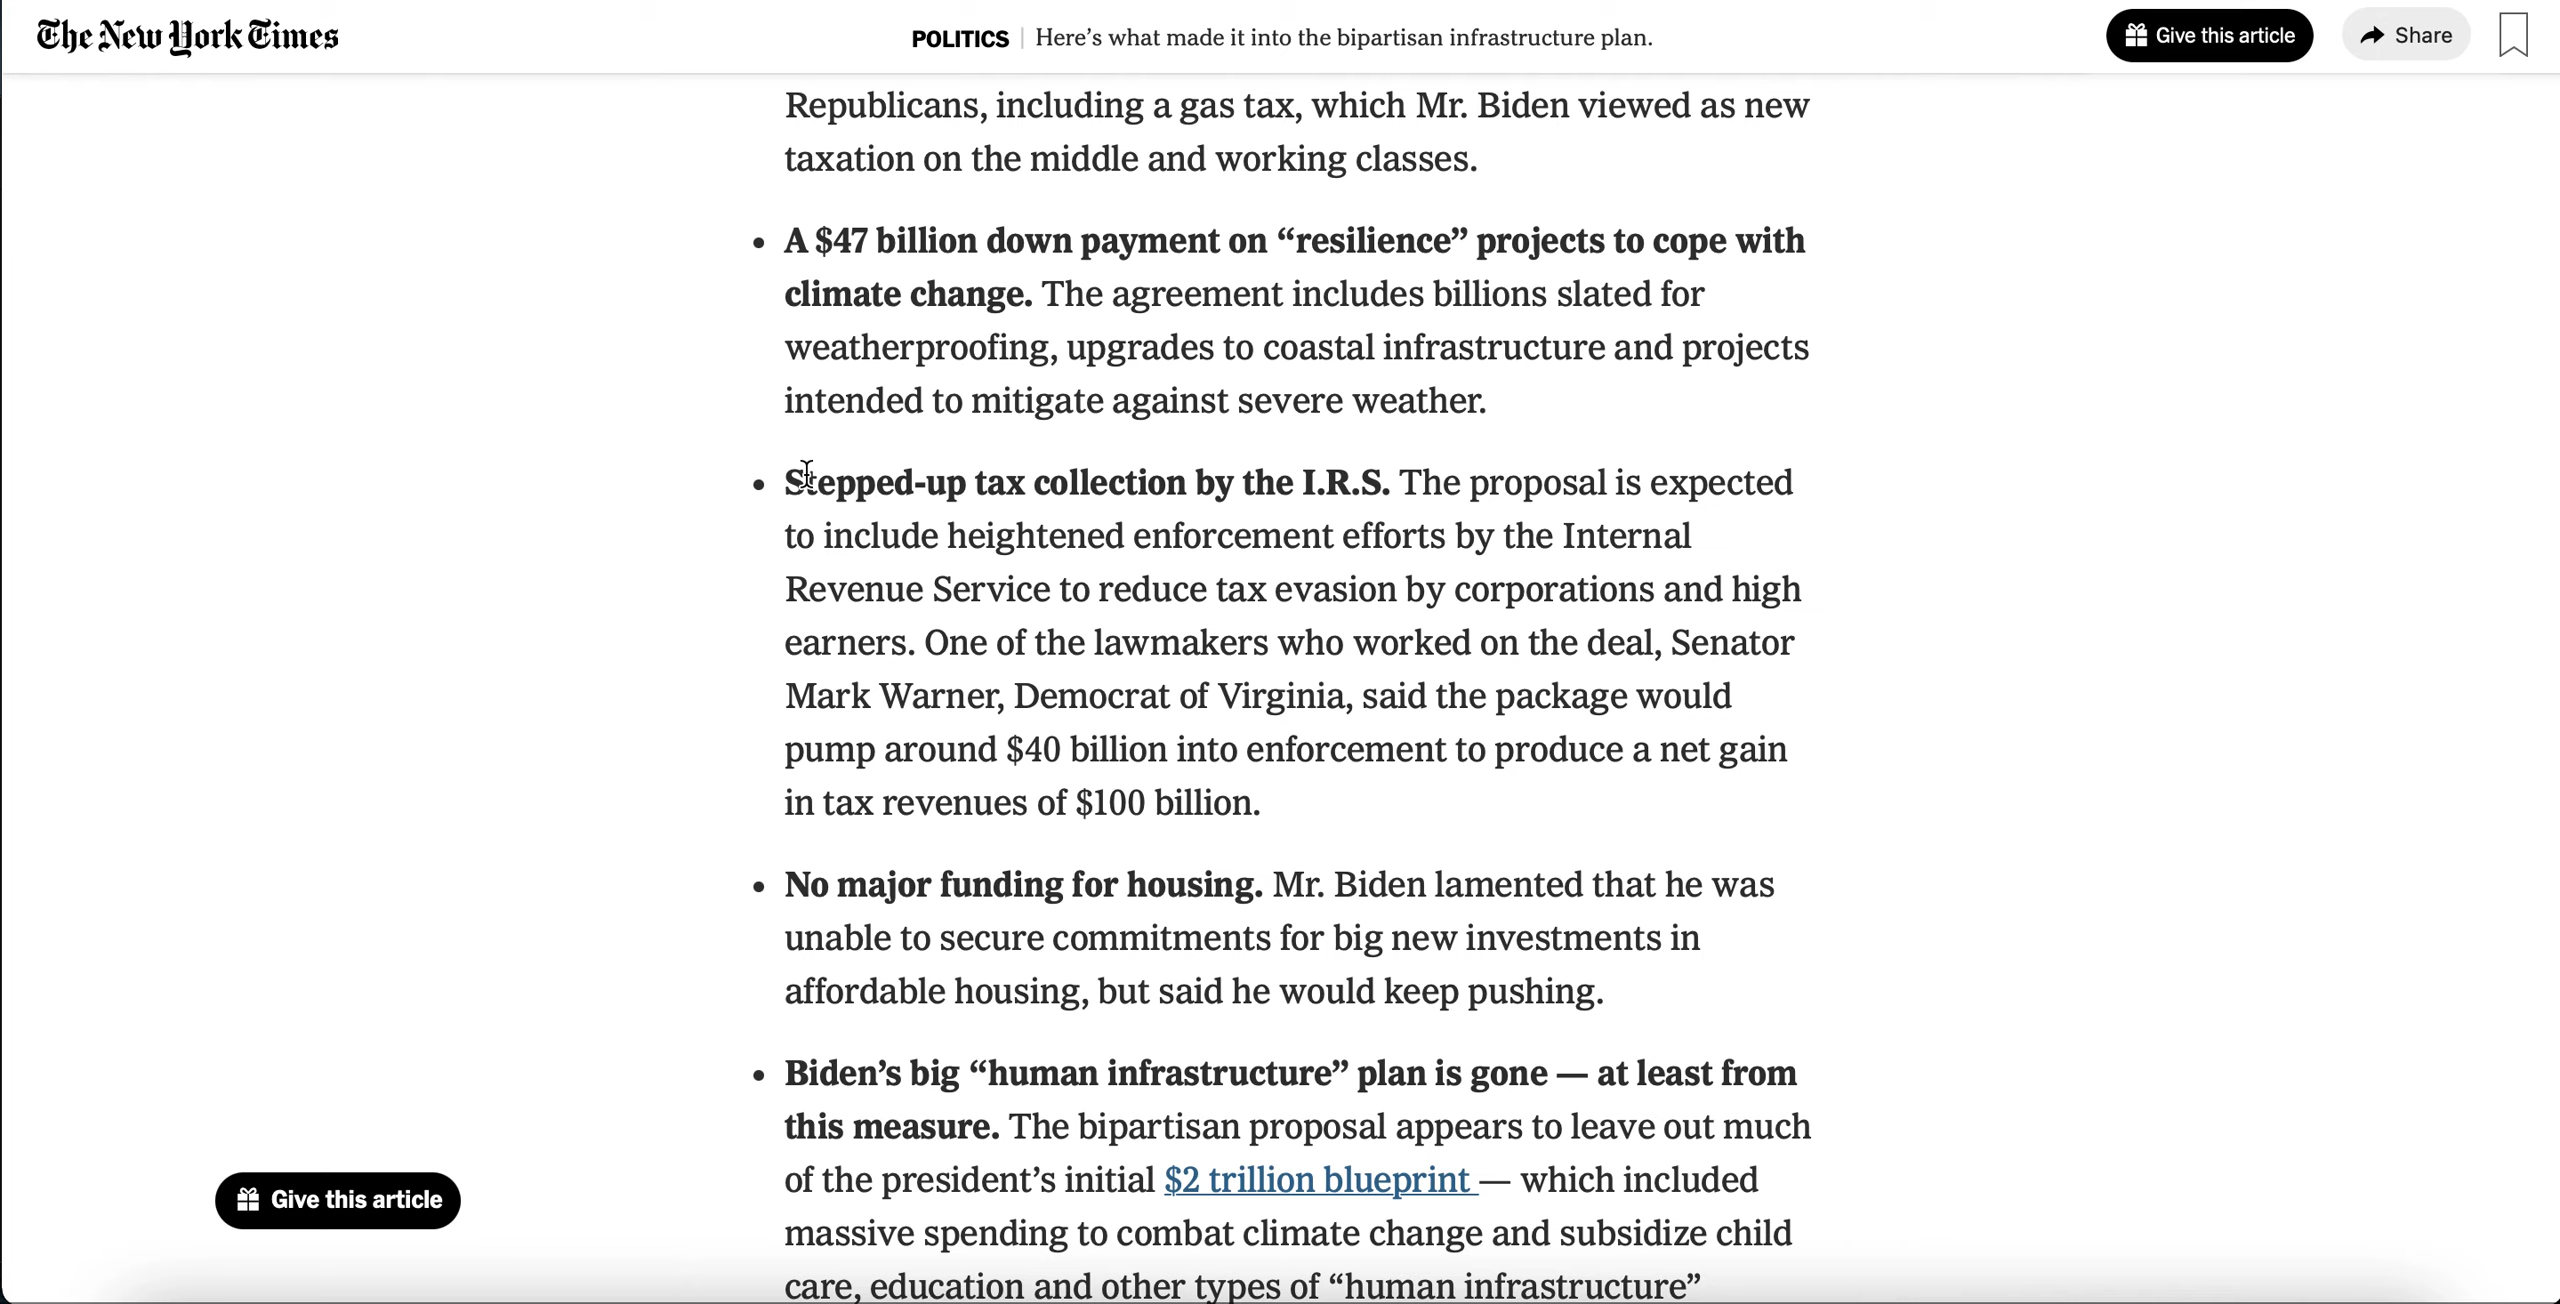 The New York Times
POLITICS | Here’s what made it into the bipartisan infrastructure plan.
Give this article
Share
Republicans, including a gas tax, which Mr. Biden viewed as new
taxation on the middle and working classes.
• A $47 billion down payment on “resilience” projects to cope with
climate change. The agreement includes billions slated for
weatherproofing, upgrades to coastal infrastructure and projects
intended to mitigate against severe weather.
• Stepped-up tax collection by the I.R.S. The proposal is expected
to include heightened enforcement efforts by the Internal
Revenue Service to reduce tax evasion by corporations and high
earners. One of the lawmakers who worked on the deal, Senator
Mark Warner, Democrat of Virginia, said the package would
pump around $40 billion into enforcement to produce a net gain
in tax revenues of $100 billion.
• No major funding for housing. Mr. Biden lamented that he was
unable to secure commitments for big new investments in
affordable housing, but said he would keep pushing.
• Biden’s big “human infrastructure” plan is gone — at least from
this measure. The bipartisan proposal appears to leave out much
of the president’s initial $2 trillion blueprint — which included
massive spending to combat climate change and subsidize child
care, education and other types of “human infrastructure”
Give this article